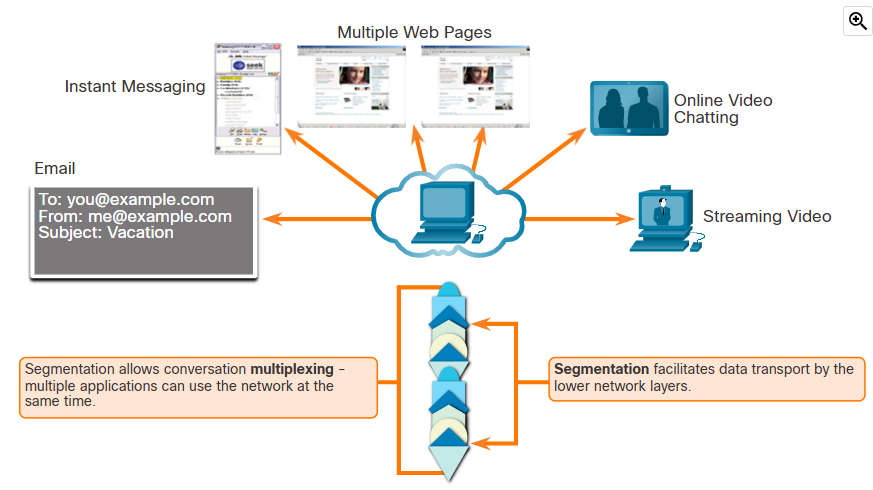 Multiple Web Pages
Instant Messaging
seek
Online Video
Chatting
Email
To: you@example.com
From: me@example.com
Subject: Vacation
Streaming Video
Segmentation allows conversation multiplexing –
multiple applications can use the network at the
same time.
Segmentation facilitates data transport by the
lower network layers.